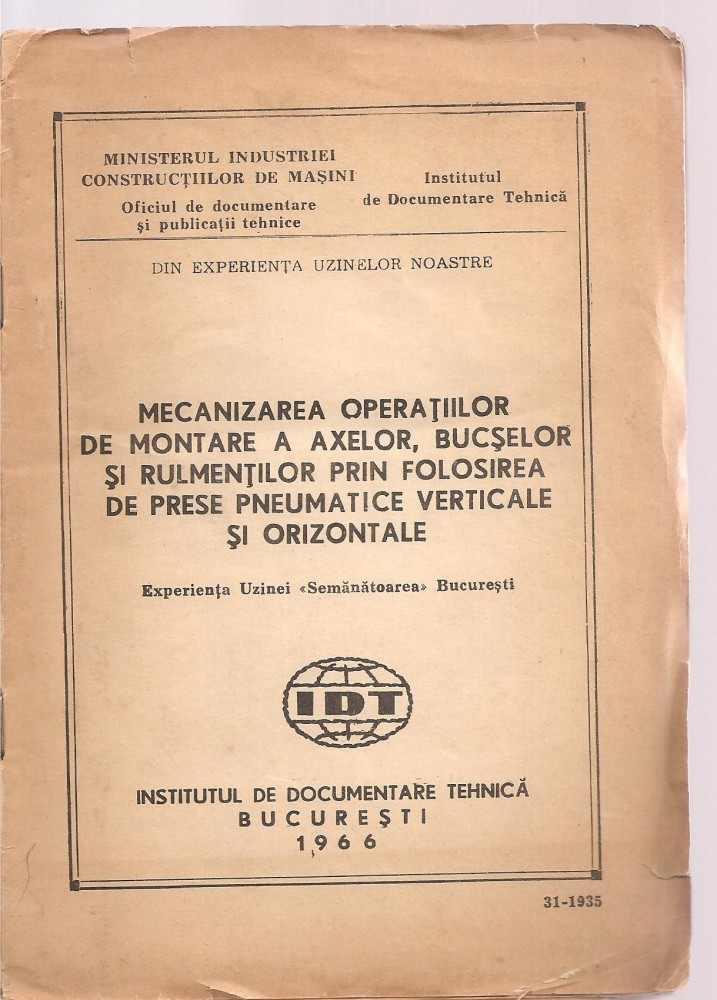 MINISTERUL INDUSTRIEI
CONSTRUCȚIILOR DE MAȘINI
Oficiul de documentare
și publicații tehnice
Institutul
de Documentare Tehnică
DIN EXPERIENȚA UZINELOR NOASTRE
MECANIZAREA OPERAȚIILOR
DE MONTARE A AXELOR, BUCȘELOR
ȘI RULMENȚILOR PRIN FOLOSIREA
DE PRESE PNEUMATICE VERTICALE
ȘI ORIZONTALE
Experiența Uzinei «Semănătoarea» București
IDT
INSTITUTUL DE DOCUMENTARE TEHNICĂ
BUCUREȘTI
1966
31-1935